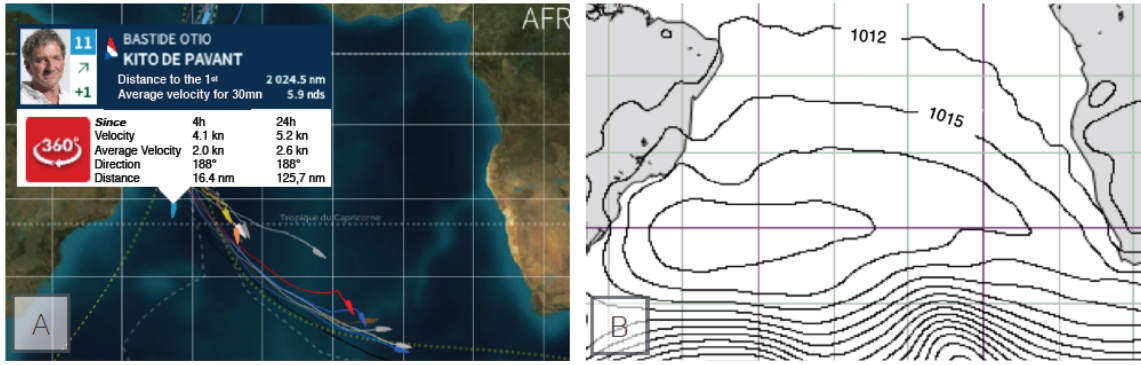 AFR
11
BASTIDE OTIO
KITO DE PAVANT
Distance to the 1st 2 024.5 nm
+1
Average velocity for 30mn 5.9 nds
Since 4h 24h
360°
Velocity 4.1 kn 5.2 kn
Average Velocity 2.0 kn 2.6 kn
Direction 188° 188°
Distance 16.4 nm 125,7 nm
Tropique du Capricorne
A
1012
1015
B